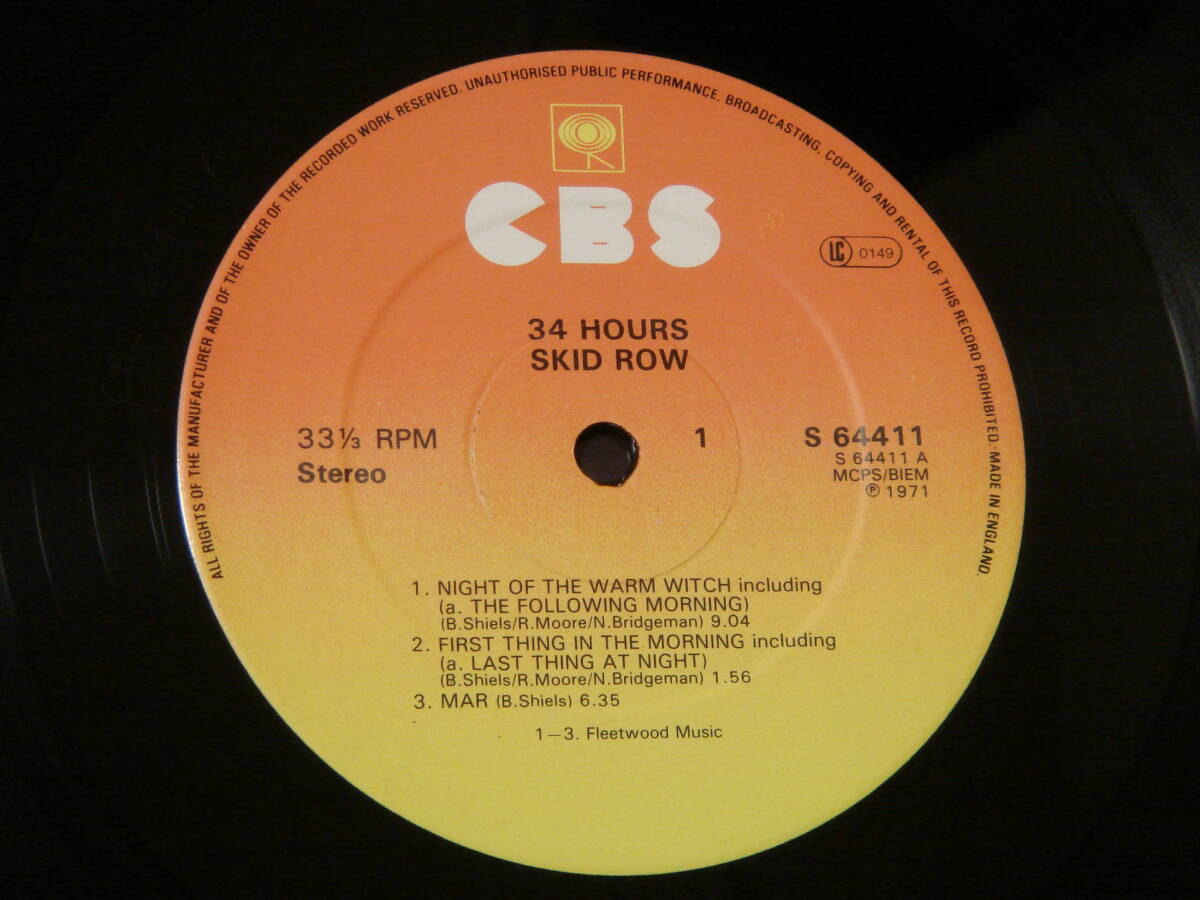 ALL RIGHTS OF THE MANUFACTURER AND OF THE OWNER OF THE RECORDED WORK RESERVED. UNAUTHORISED PUBLIC PERFORMANCE, BROADCASTING, COPYING AND RENTAL OF THIS RECORD PROHIBITED. MADE IN ENGLAND.
CBS
LC 0149
34 HOURS
SKID ROW
33⅓ RPM
Stereo
1
S 64411
S 64411 A
MCPS/BIEM
℗ 1971
1. NIGHT OF THE WARM WITCH including
(a. THE FOLLOWING MORNING)
(B.Shiels/R.Moore/N.Bridgeman) 9.04
2. FIRST THING IN THE MORNING including
(a. LAST THING AT NIGHT)
(B.Shiels/R.Moore/N.Bridgeman) 1.56
3. MAR (B.Shiels) 6.35
1—3. Fleetwood Music